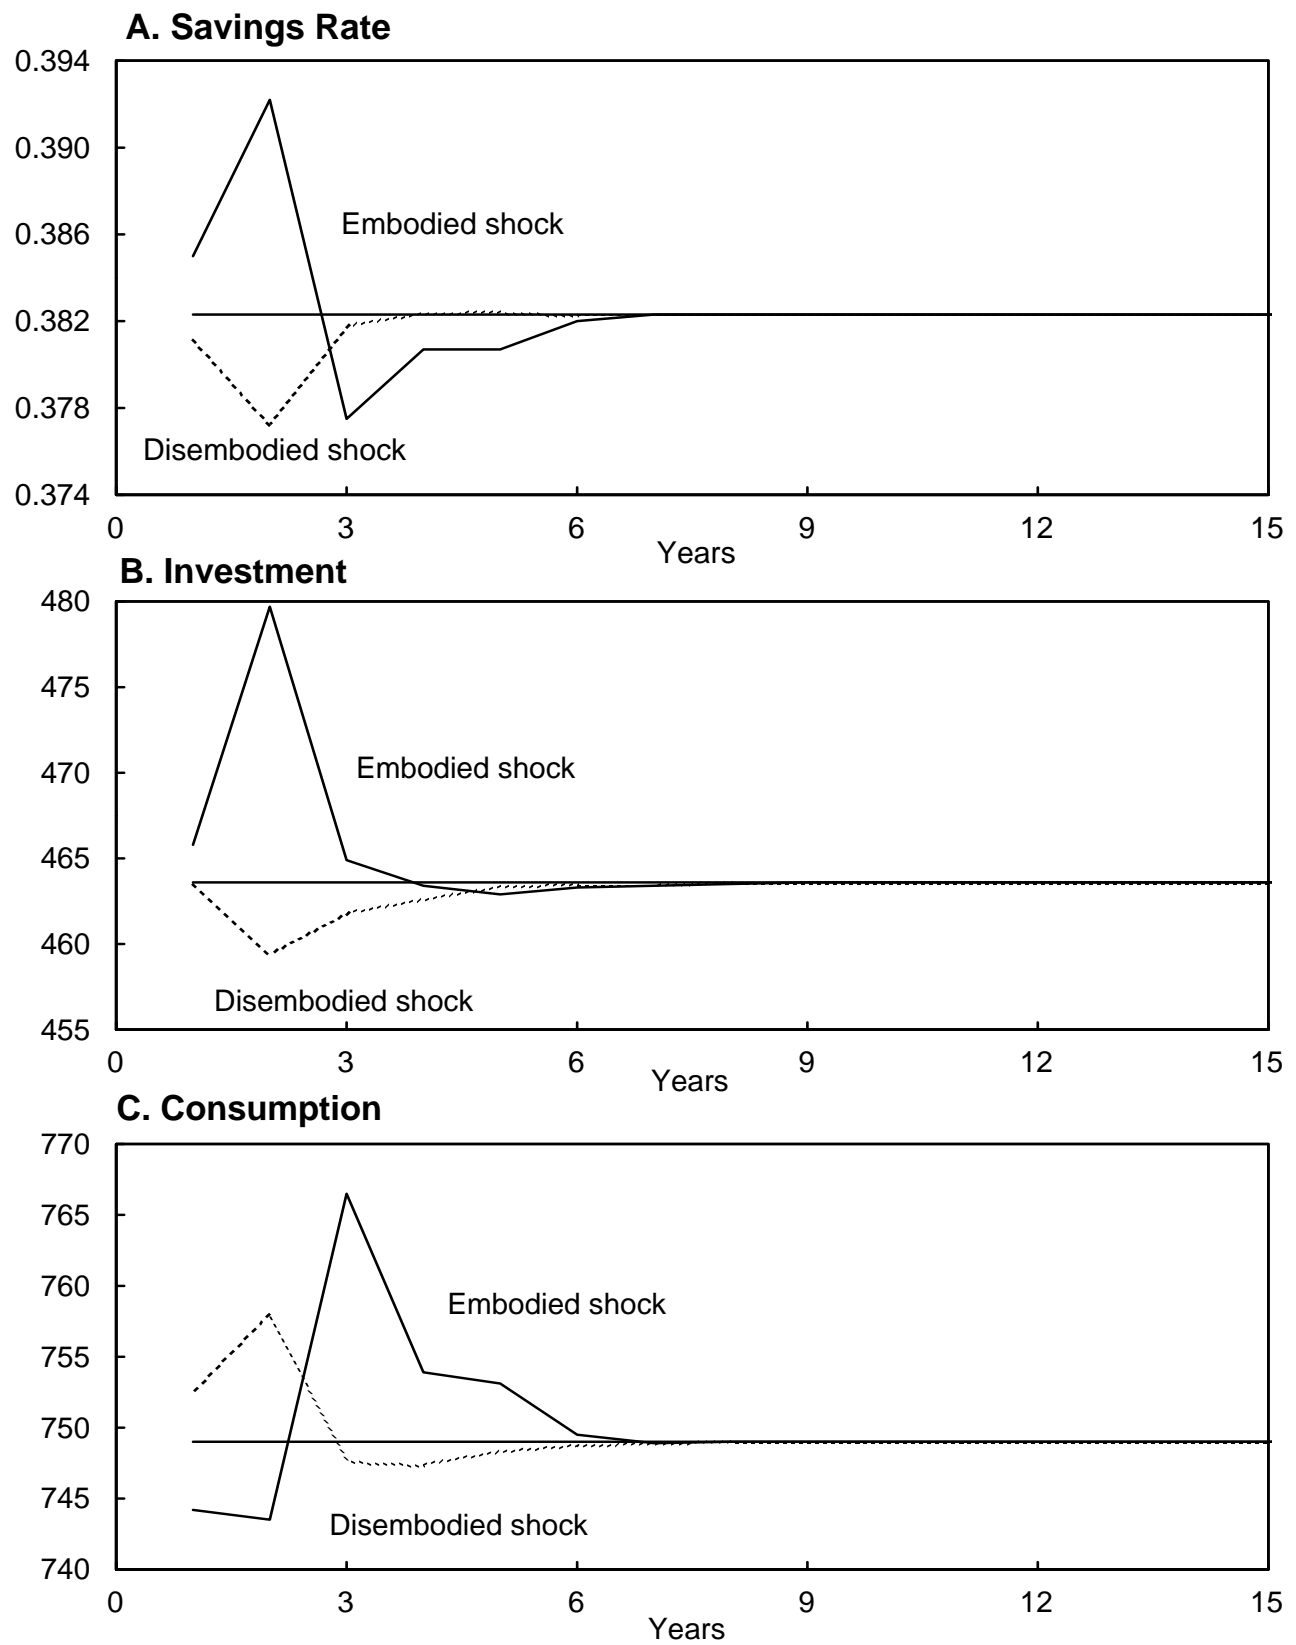 A. Savings Rate
0.394
0.390
0.386
Embodied shock
0.382
0.378
Disembodied shock
0.374
0 3 6 9 12 15
Years
B. Investment
480
475
470
Embodied shock
465
460
Disembodied shock
455
0 3 6 9 12 15
Years
C. Consumption
770
765
760
Embodied shock
755
750
745
Disembodied shock
740
0 3 6 9 12 15
Years